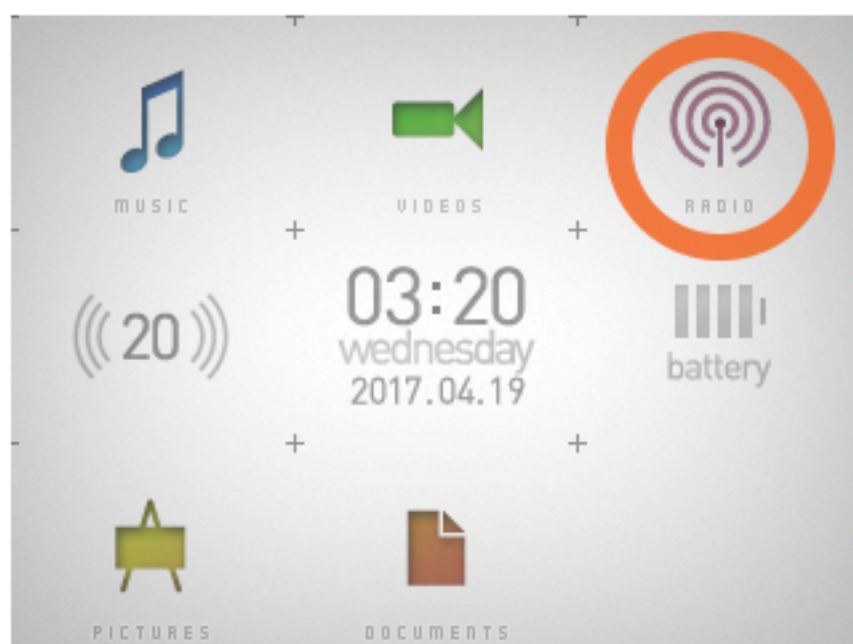 MUSIC
VIDEOS
RADIO
20
03:20
wednesday
2017.04.19
battery
PICTURES
DOCUMENTS